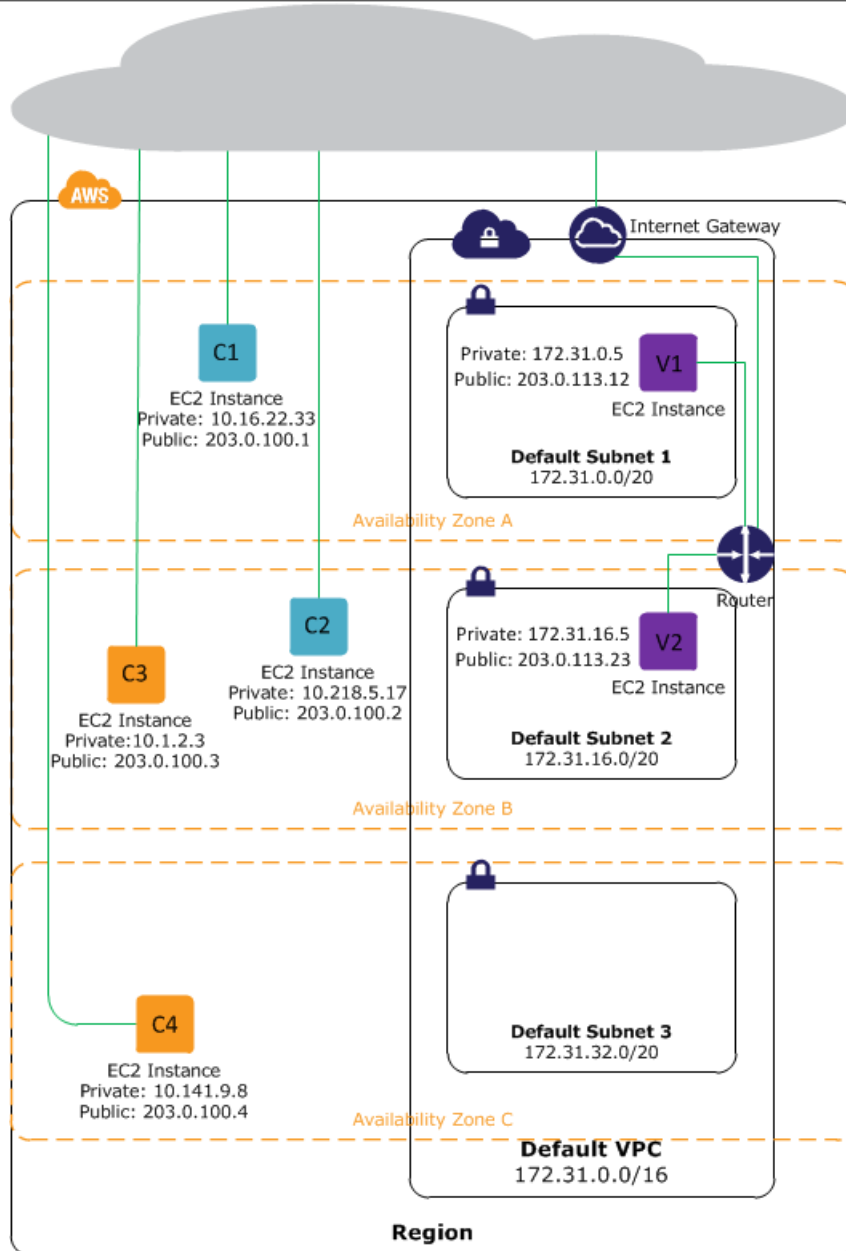 AWS
Internet Gateway
C1
EC2 Instance
Private: 10.16.22.33
Public: 203.0.100.1
Private: 172.31.0.5
Public: 203.0.113.12
V1
EC2 Instance
Default Subnet 1
172.31.0.0/20
Availability Zone A
Router
C2
EC2 Instance
Private: 10.218.5.17
Public: 203.0.100.2
C3
EC2 Instance
Private:10.1.2.3
Public: 203.0.100.3
Private: 172.31.16.5
Public: 203.0.113.23
V2
EC2 Instance
Default Subnet 2
172.31.16.0/20
Availability Zone B
C4
EC2 Instance
Private: 10.141.9.8
Public: 203.0.100.4
Default Subnet 3
172.31.32.0/20
Availability Zone C
Default VPC
172.31.0.0/16
Region